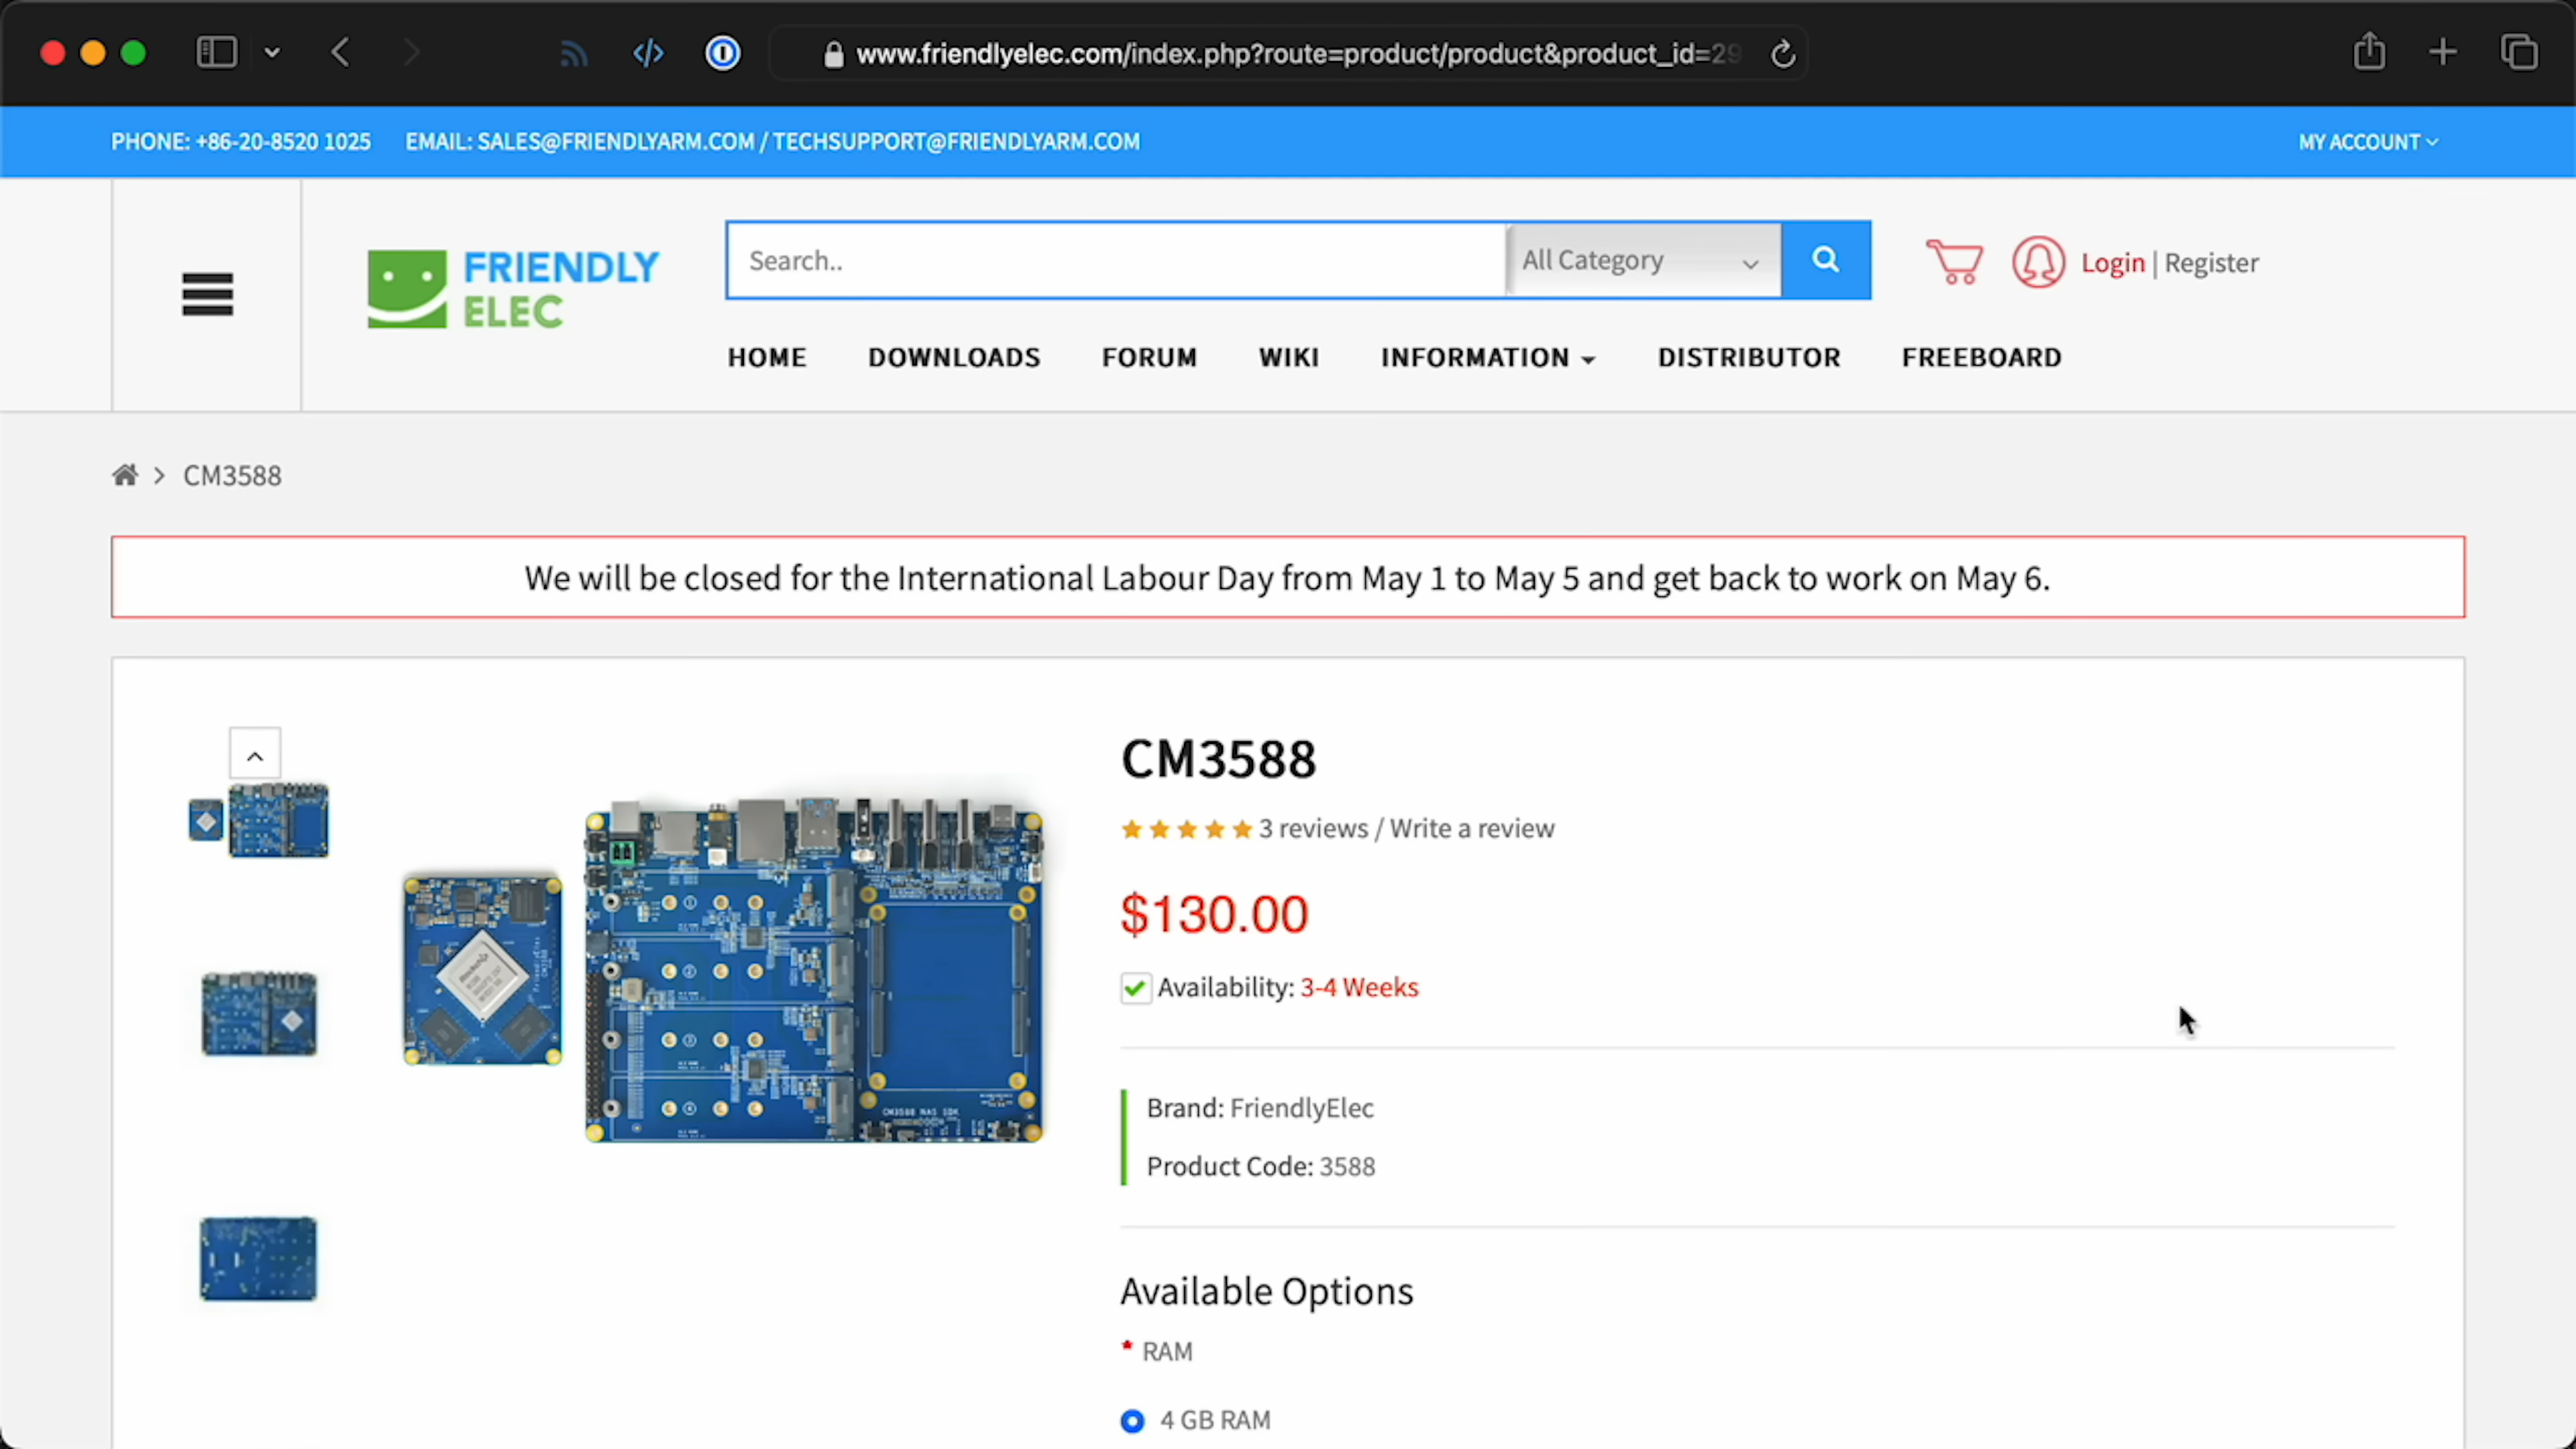 www.friendlyelec.com/index.php?route=product/product&product_id=29
PHONE: +86-20-8520 1025 EMAIL: SALES@FRIENDLYARM.COM / TECHSUPPORT@FRIENDLYARM.COM MY ACCOUNT
FRIENDLY
ELEC
Search.. All Category Login | Register
HOME DOWNLOADS FORUM WIKI INFORMATION DISTRIBUTOR FREEBOARD
CM3588
We will be closed for the International Labour Day from May 1 to May 5 and get back to work on May 6.
CM3588
3 reviews / Write a review
$130.00
Availability: 3-4 Weeks
Brand: FriendlyElec
Product Code: 3588
CM3588 NAS SDK
Available Options
* RAM
4 GB RAM